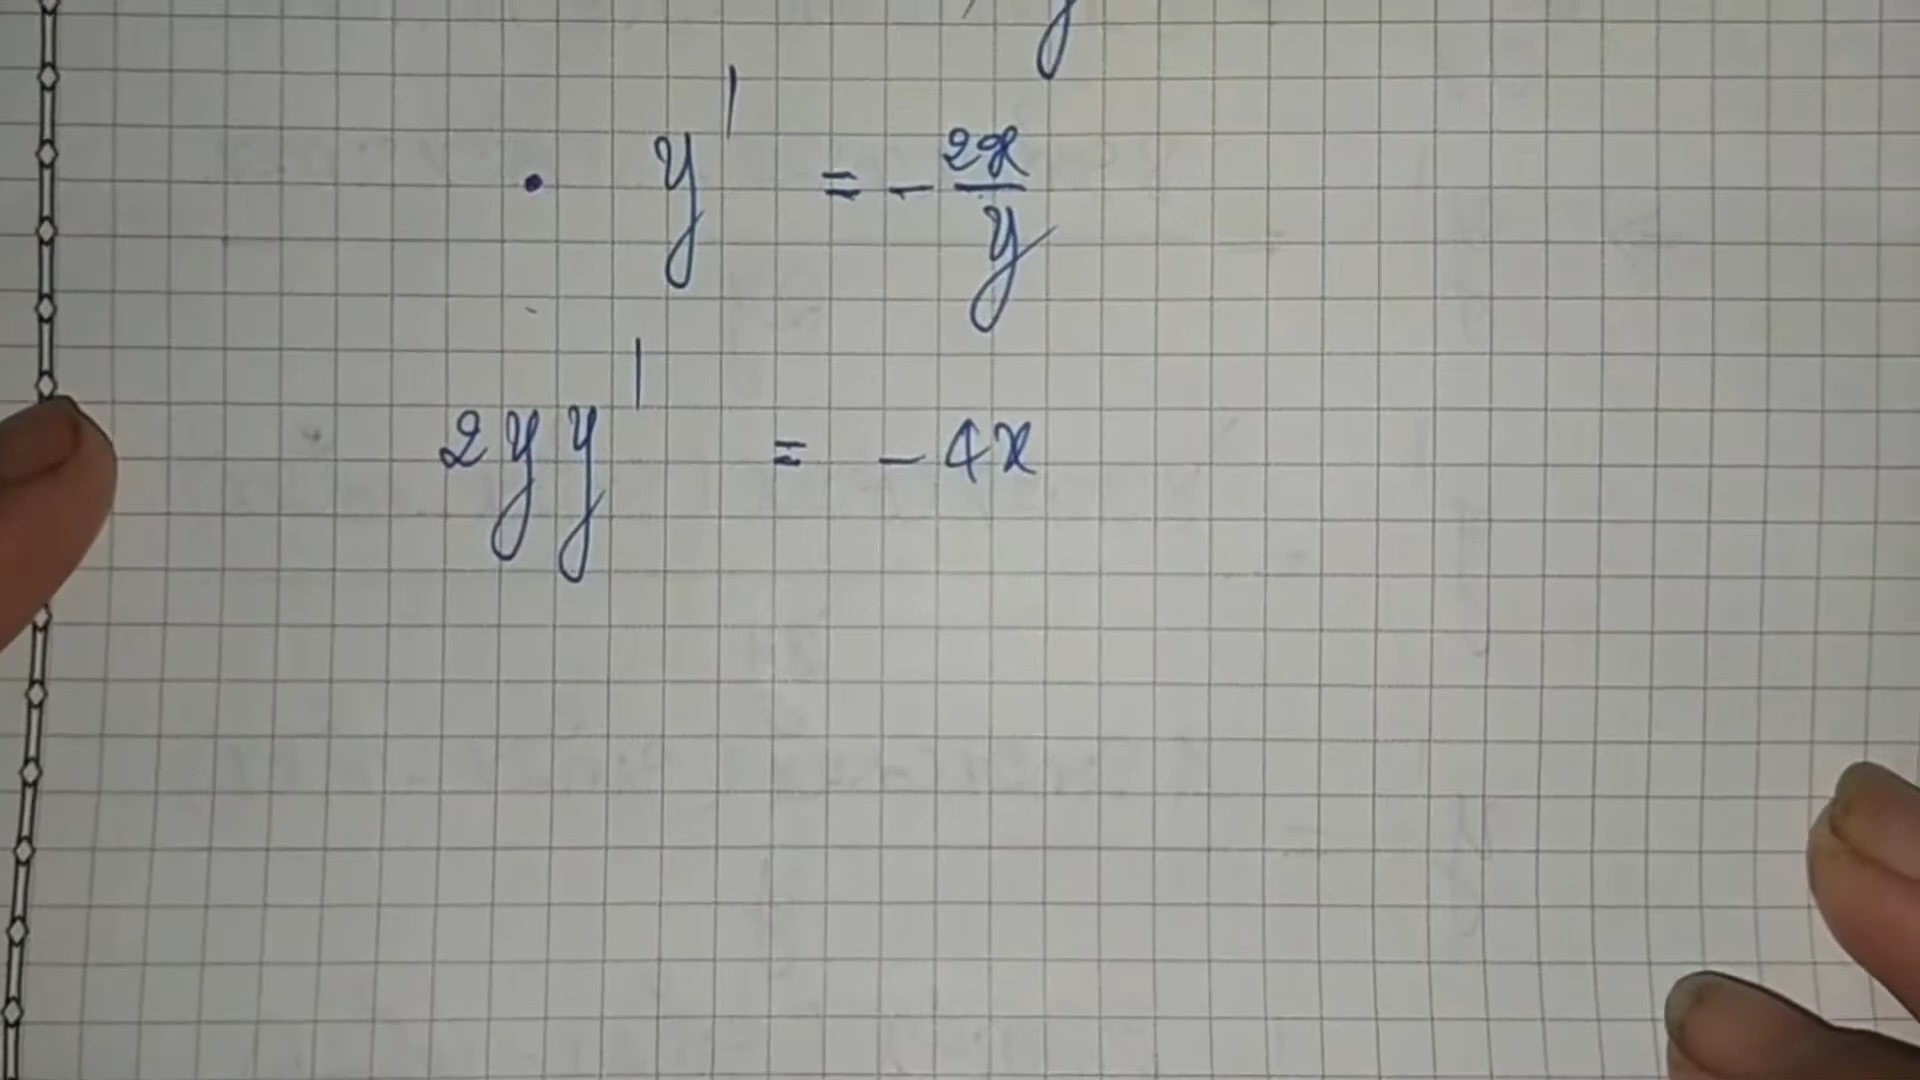 y
• y' = - 2x/y
2yy' = - 4x